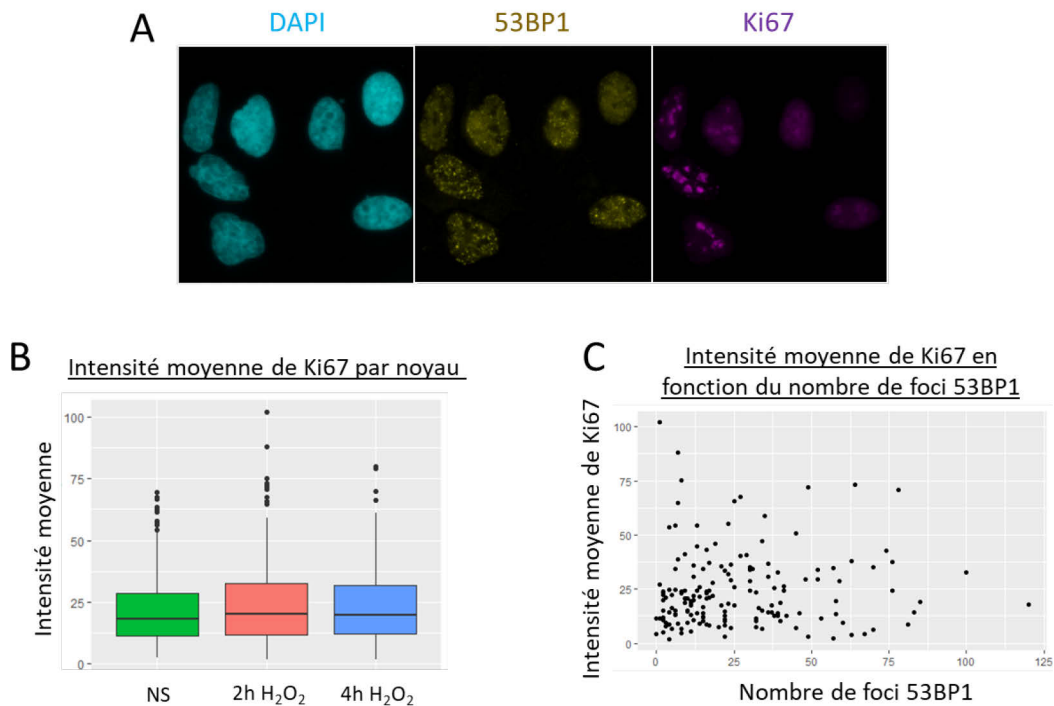 A
DAPI
53BP1
Ki67
B
Intensité moyenne de Ki67 par noyau
Intensité moyenne
100
75
50
25
0
NS
2h H₂O₂
4h H₂O₂
C
Intensité moyenne de Ki67 en
fonction du nombre de foci 53BP1
Intensité moyenne de Ki67
100
75
50
25
0
0
25
50
75
100
125
Nombre de foci 53BP1